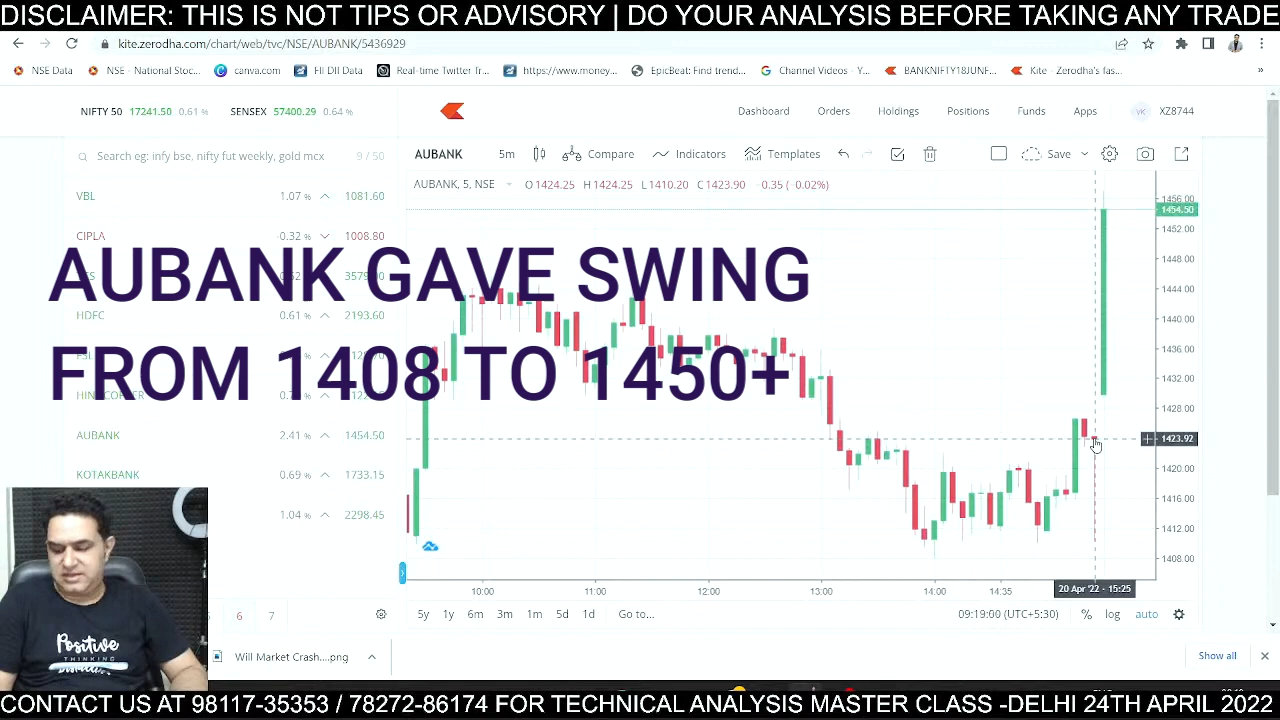 DISCLAIMER: THIS IS NOT TIPS OR ADVISORY | DO YOUR ANALYSIS BEFORE TAKING ANY TRADE
kite.zerodha.com/chart/web/tvc/NSE/AUBANK/5436929
NSE Data NSE - National Stoc... canva.com FII DII Data Real-time Twitter Tr... https://www.money... EpicBeat: Find trend... Channel Videos - Y... BANKNIFTY18JUNF... Kite - Zerodha's fas... »
NIFTY 50 17241.50 0.61 % SENSEX 57400.29 0.64 %
Dashboard Orders Holdings Positions Funds Apps VK XZ8744
Search eg: infy bse, nifty fut weekly, gold mcx 9 / 50
AUBANK 5m Compare Indicators Templates Save
AUBANK, 5, NSE O1424.25 H1424.25 L1410.20 C1423.90 -0.35 (-0.02%)
VBL 1.07 % 1081.60
CIPLA -0.32 % 1008.80
HDFC 0.61 % 2193.60
AUBANK 2.41 % 1454.50
KOTAKBANK 0.69 % 1733.15
1.04 % 2298.45
AUBANK GAVE SWING
FROM 1408 TO 1450+
1456.00
1454.50
1452.00
1448.00
1444.00
1440.00
1436.00
1432.00
1428.00
1423.92
1420.00
1416.00
1412.00
1408.00
10:00 11:00 12:00 13:00 14:00 14:35 20 Apr '22 - 15:25
5y 6m 3m 1m 5d 1d Go to... 09:19:00 (UTC+5:30) % log auto
6
Positive
THINKING
Will Market Crash....png
Show all
CONTACT US AT 98117-35353 / 78272-86174 FOR TECHNICAL ANALYSIS MASTER CLASS -DELHI 24TH APRIL 2022